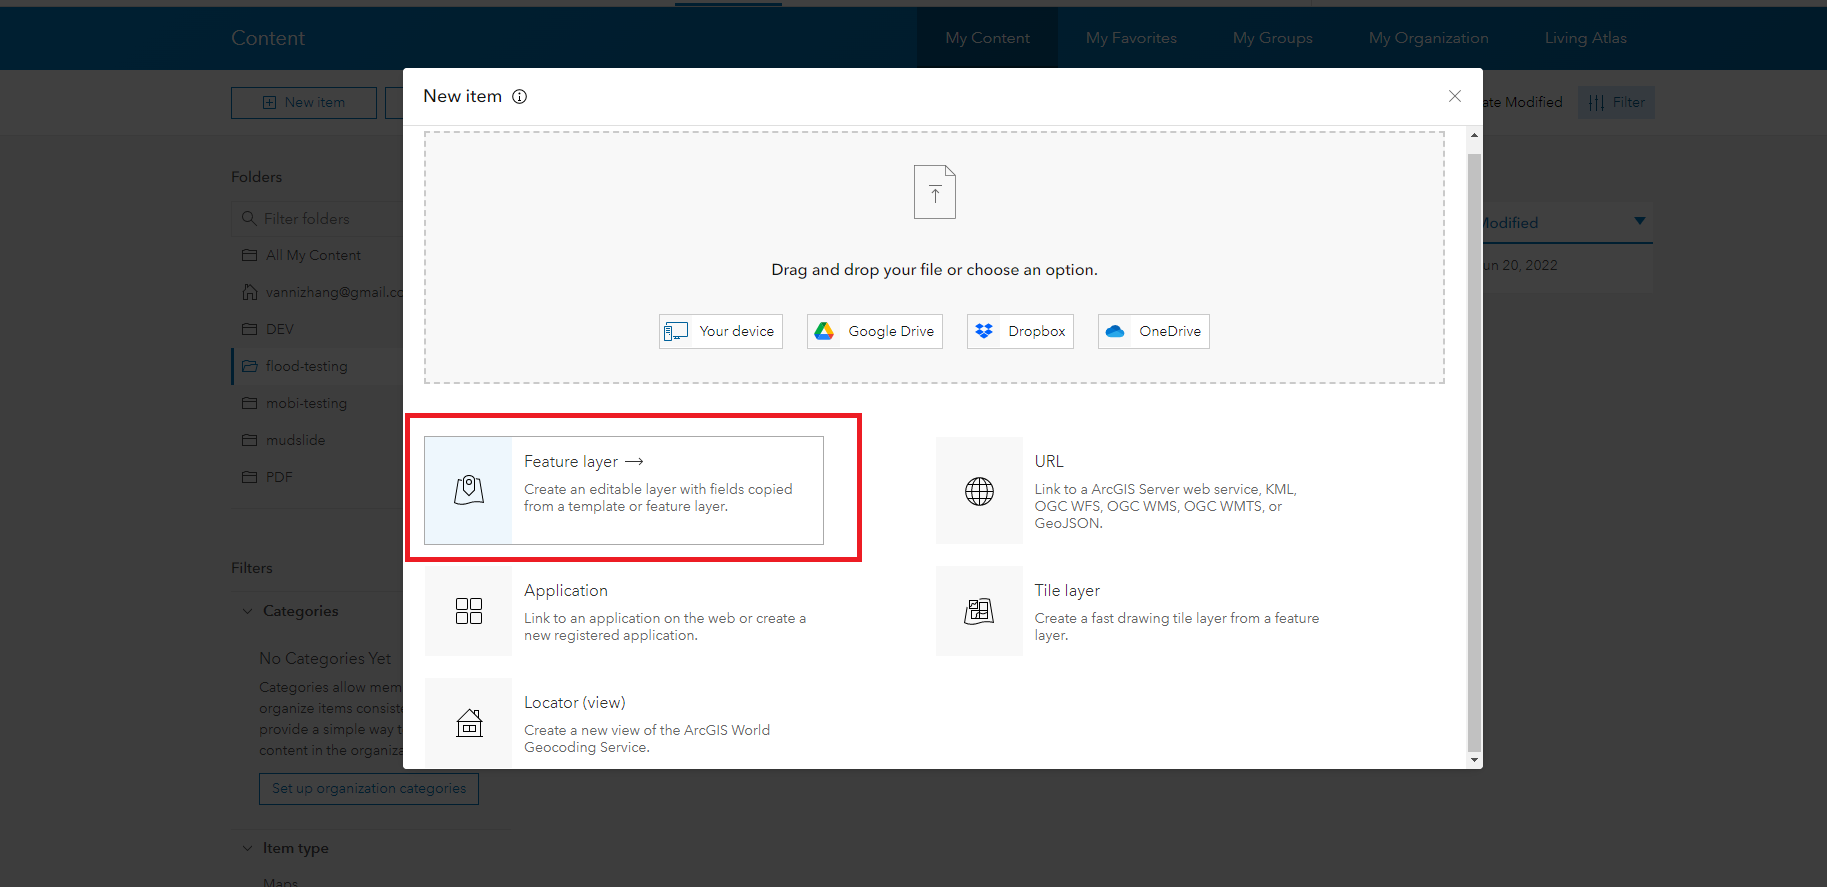 Content
My Content
My Favorites
My Groups
My Organization
Living Atlas
New item
New item
ate Modified
Filter
Folders
Filter folders
All My Content
vannizhang@gmail.co
DEV
flood-testing
mobi-testing
mudslide
PDF
Modified
un 20, 2022
Drag and drop your file or choose an option.
Your device
Google Drive
Dropbox
OneDrive
Feature layer →
Create an editable layer with fields copied
from a template or feature layer.
URL
Link to a ArcGIS Server web service, KML,
OGC WFS, OGC WMS, OGC WMTS, or
GeoJSON.
Application
Link to an application on the web or create a
new registered application.
Tile layer
Create a fast drawing tile layer from a feature
layer.
Locator (view)
Create a new view of the ArcGIS World
Geocoding Service.
Filters
Categories
No Categories Yet
Categories allow mem
organize items consiste
provide a simple way t
content in the organiza
Set up organization categories
Item type
Maps